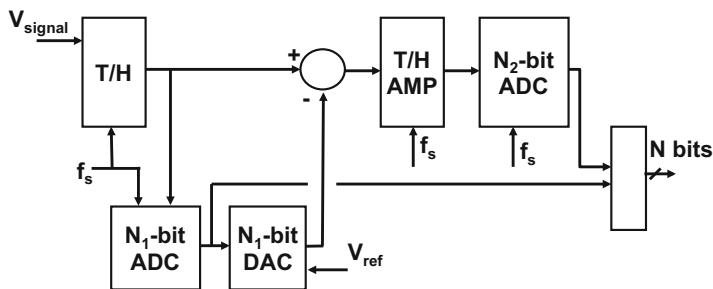 V_signal
T/H
+
-
T/H
AMP
N₂-bit
ADC
f_s
f_s
f_s
N bits
N₁-bit
ADC
N₁-bit
DAC
V_ref